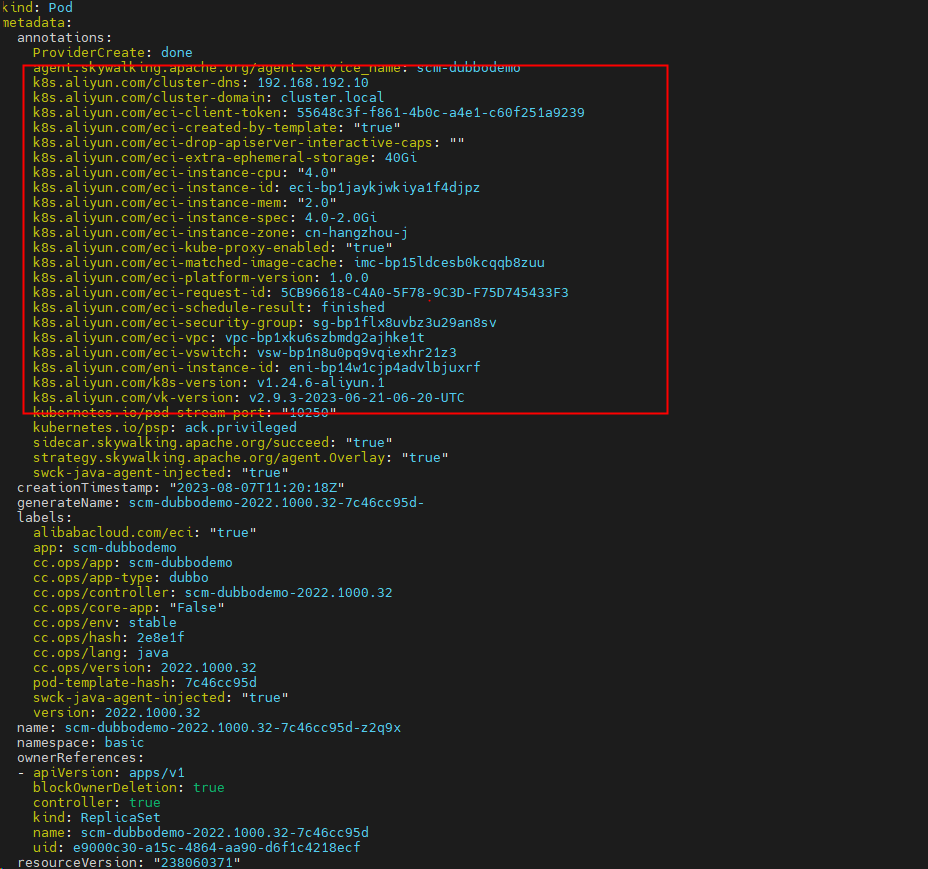 kind: Pod
metadata:
  annotations:
    ProviderCreate: done
    agent.skywalking.apache.org/agent.service_name: scm-dubbodemo
    k8s.aliyun.com/cluster-dns: 192.168.192.10
    k8s.aliyun.com/cluster-domain: cluster.local
    k8s.aliyun.com/eci-client-token: 55648c3f-f861-4b0c-a4e1-c60f251a9239
    k8s.aliyun.com/eci-created-by-template: "true"
    k8s.aliyun.com/eci-drop-apiserver-interactive-caps: ""
    k8s.aliyun.com/eci-extra-ephemeral-storage: 40Gi
    k8s.aliyun.com/eci-instance-cpu: "4.0"
    k8s.aliyun.com/eci-instance-id: eci-bp1jaykjwkiya1f4djpz
    k8s.aliyun.com/eci-instance-mem: "2.0"
    k8s.aliyun.com/eci-instance-spec: 4.0-2.0Gi
    k8s.aliyun.com/eci-instance-zone: cn-hangzhou-j
    k8s.aliyun.com/eci-kube-proxy-enabled: "true"
    k8s.aliyun.com/eci-matched-image-cache: imc-bp15ldcesb0kcqqb8zuu
    k8s.aliyun.com/eci-platform-version: 1.0.0
    k8s.aliyun.com/eci-request-id: 5CB96618-C4A0-5F78-9C3D-F75D745433F3
    k8s.aliyun.com/eci-schedule-result: finished
    k8s.aliyun.com/eci-security-group: sg-bp1flx8uvbz3u29an8sv
    k8s.aliyun.com/eci-vpc: vpc-bp1xku6szbmdg2ajhke1t
    k8s.aliyun.com/eci-vswitch: vsw-bp1n8u0pq9vqiexhr21z3
    k8s.aliyun.com/eni-instance-id: eni-bp14w1cjp4advlbjuxrf
    k8s.aliyun.com/k8s-version: v1.24.6-aliyun.1
    k8s.aliyun.com/vk-version: v2.9.3-2023-06-21-06-20-UTC
    kubernetes.io/pod-stream-port: "10250"
    kubernetes.io/psp: ack.privileged
    sidecar.skywalking.apache.org/succeed: "true"
    strategy.skywalking.apache.org/agent.Overlay: "true"
    swck-java-agent-injected: "true"
  creationTimestamp: "2023-08-07T11:20:18Z"
  generateName: scm-dubbodemo-2022.1000.32-7c46cc95d-
  labels:
    alibabacloud.com/eci: "true"
    app: scm-dubbodemo
    cc.ops/app: scm-dubbodemo
    cc.ops/app-type: dubbo
    cc.ops/controller: scm-dubbodemo-2022.1000.32
    cc.ops/core-app: "False"
    cc.ops/env: stable
    cc.ops/hash: 2e8e1f
    cc.ops/lang: java
    cc.ops/version: 2022.1000.32
    pod-template-hash: 7c46cc95d
    swck-java-agent-injected: "true"
    version: 2022.1000.32
  name: scm-dubbodemo-2022.1000.32-7c46cc95d-z2q9x
  namespace: basic
  ownerReferences:
  - apiVersion: apps/v1
    blockOwnerDeletion: true
    controller: true
    kind: ReplicaSet
    name: scm-dubbodemo-2022.1000.32-7c46cc95d
    uid: e9000c30-a15c-4864-aa90-d6f1c4218ecf
  resourceVersion: "238060371"